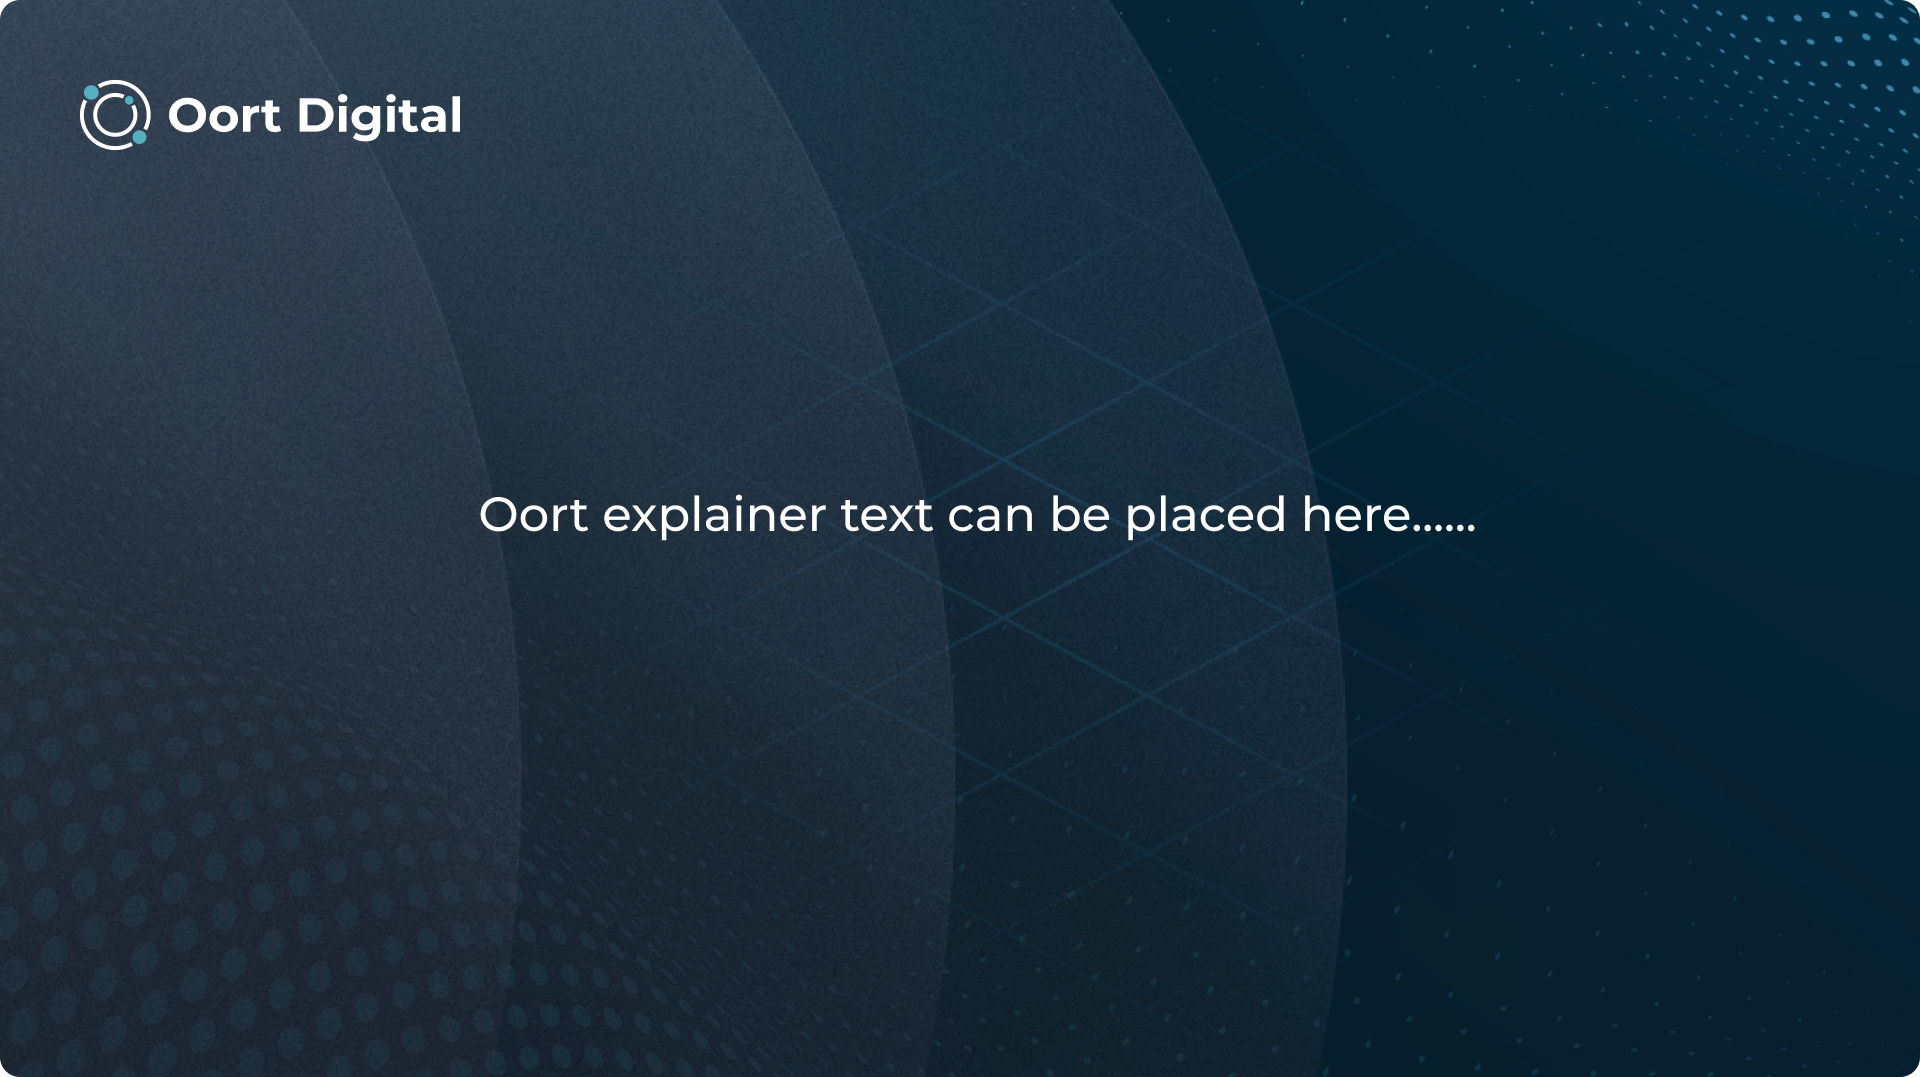 Oort Digital
Oort explainer text can be placed here......